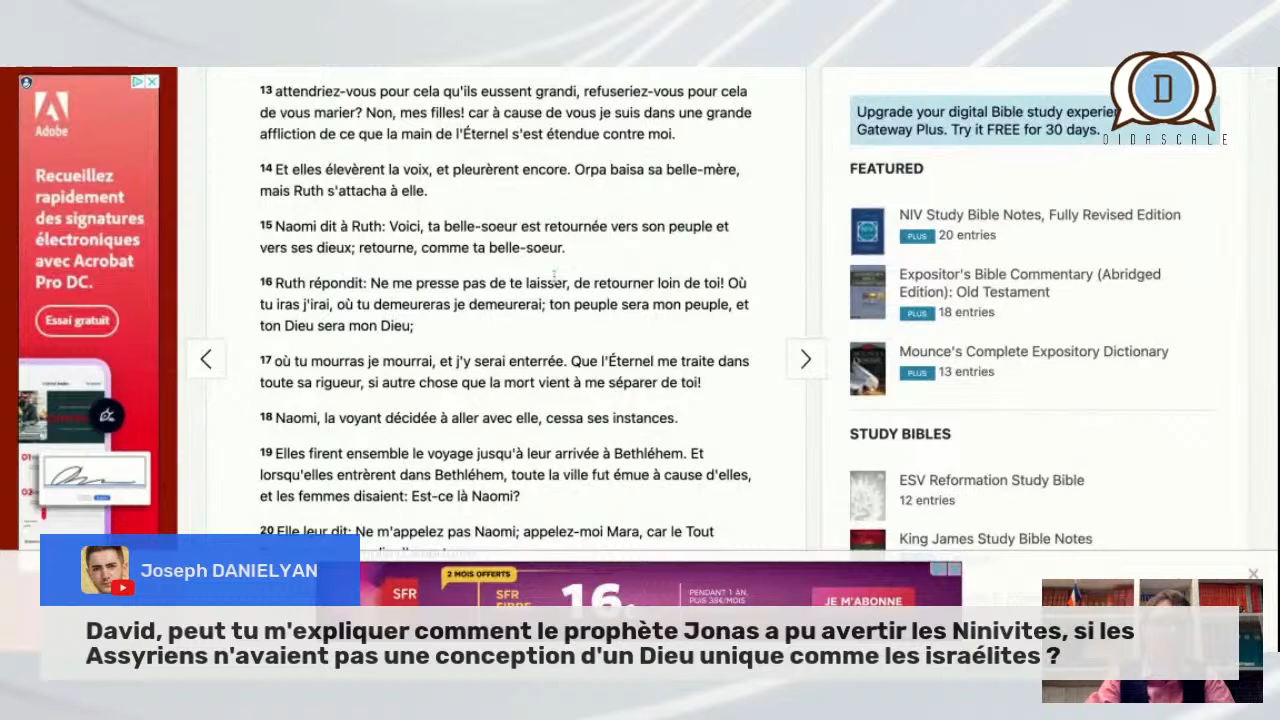 Adobe
Recueillez
rapidement
des signatures
électroniques
avec Acrobat
Pro DC.
Essai gratuit
13 attendriez-vous pour cela qu'ils eussent grandi, refuseriez-vous pour cela
de vous marier? Non, mes filles! car à cause de vous je suis dans une grande
affliction de ce que la main de l'Éternel s'est étendue contre moi.
14 Et elles élevèrent la voix, et pleurèrent encore. Orpa baisa sa belle-mère,
mais Ruth s'attacha à elle.
15 Naomi dit à Ruth: Voici, ta belle-soeur est retournée vers son peuple et
vers ses dieux; retourne, comme ta belle-soeur.
16 Ruth répondit: Ne me presse pas de te laisser, de retourner loin de toi! Où
tu iras j'irai, où tu demeureras je demeurerai; ton peuple sera mon peuple, et
ton Dieu sera mon Dieu;
17 où tu mourras je mourrai, et j'y serai enterrée. Que l'Éternel me traite dans
toute sa rigueur, si autre chose que la mort vient à me séparer de toi!
18 Naomi, la voyant décidée à aller avec elle, cessa ses instances.
19 Elles firent ensemble le voyage jusqu'à leur arrivée à Bethléhem. Et
lorsqu'elles entrèrent dans Bethléhem, toute la ville fut émue à cause d'elles,
et les femmes disaient: Est-ce là Naomi?
20 Elle leur dit: Ne m'appelez pas Naomi; appelez-moi Mara, car le Tout
Upgrade your digital Bible study
Gateway Plus. Try it FREE for 30 days.
D
DIDASCALE
FEATURED
NIV Study Bible Notes, Fully Revised Edition
PLUS 20 entries
Expositor's Bible Commentary (Abridged
Edition): Old Testament
PLUS 18 entries
Mounce's Complete Expository Dictionary
PLUS 13 entries
STUDY BIBLES
ESV Reformation Study Bible
12 entries
King James Study Bible Notes
Joseph DANIELYAN
2 MOIS OFFERTS
SFR
SFR
16
PENDANT 1 AN,
PUIS 38€/MOIS
JE M'ABONNE
David, peut tu m'expliquer comment le prophète Jonas a pu avertir les Ninivites, si les
Assyriens n'avaient pas une conception d'un Dieu unique comme les israélites ?